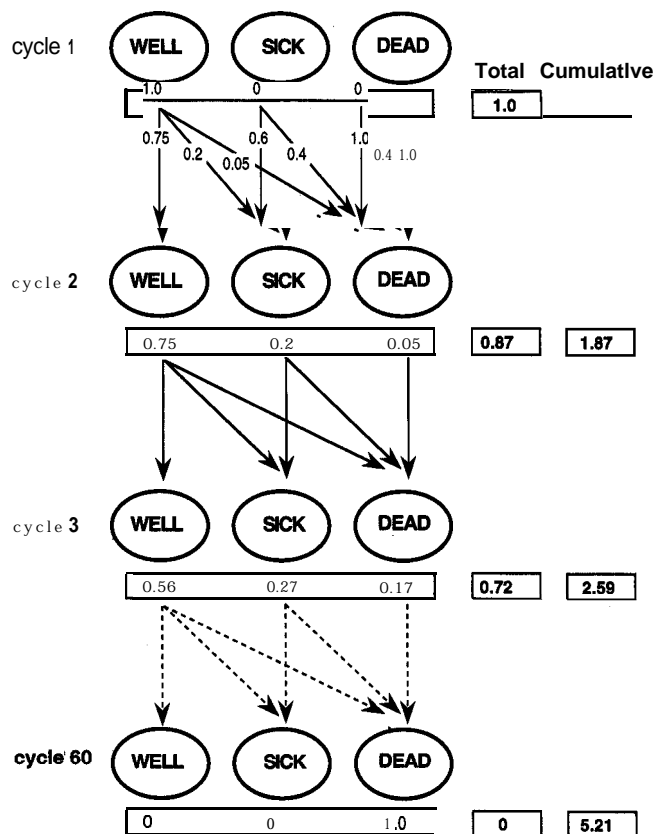 cycle 1 WELL SICK DEAD
Total Cumulative
1.0 0 0 1.0
0.75 0.2 0.05 0.6 0.4 1.0 0.4 1.0
cycle 2 WELL SICK DEAD
0.75 0.2 0.05 0.87 1.87
cycle 3 WELL SICK DEAD
0.56 0.27 0.17 0.72 2.59
cycle 60 WELL SICK DEAD
0 0 1.0 0 5.21